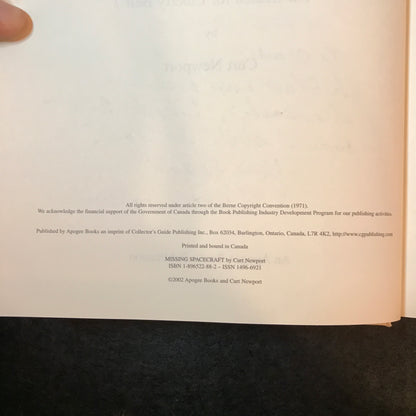 by
Curt Newport
All rights reserved under article two of the Berne Copyright Convention (1971).
We acknowledge the financial support of the Government of Canada through the Book Publishing Industry Development Program for our publishing activities.
Published by Apogee Books an imprint of Collector's Guide Publishing Inc., Box 62034, Burlington, Ontario, Canada, L7R 4K2, http://www.cgpublishing.com
Printed and bound in Canada
MISSING SPACECRAFT by Curt Newport
ISBN 1-896522-88-2 - ISSN 1496-6921
©2002 Apogee Books and Curt Newport